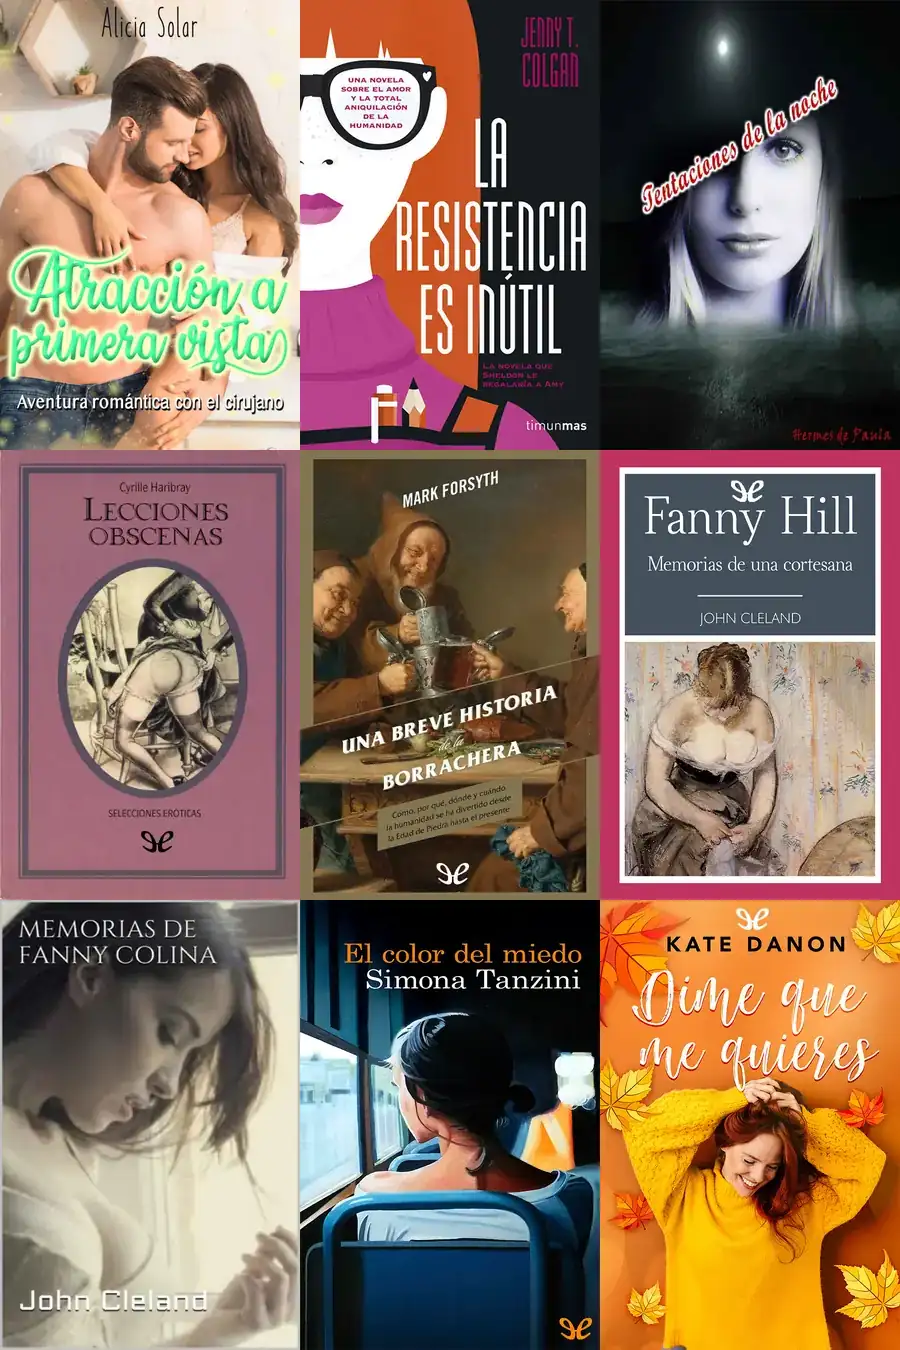 Alicia Solar
Atracción a
primera vista
Aventura romántica con el cirujano
JENNY T.
COLGAN
UNA NOVELA
SOBRE EL AMOR
Y LA TOTAL
ANIQUILACIÓN
DE LA
HUMANIDAD
LA
RESISTENCIA
ES INÚTIL
LA NOVELA QUE
SHELDON LE
REGALARÍA A AMY
timunmas
Tentaciones de la noche
Hermes de Paula
Cyrille Haribray
LECCIONES
OBSCENAS
SELECCIONES ERÓTICAS
MARK FORSYTH
UNA BREVE HISTORIA
de la
BORRACHERA
Cómo, por qué, dónde y cuándo
la humanidad se ha divertido desde
la Edad de Piedra hasta el presente
Fanny Hill
Memorias de una cortesana
JOHN CLELAND
MEMORIAS DE
FANNY COLINA
John Cleland
El color del miedo
Simona Tanzini
KATE DANON
Dime que
me quieres